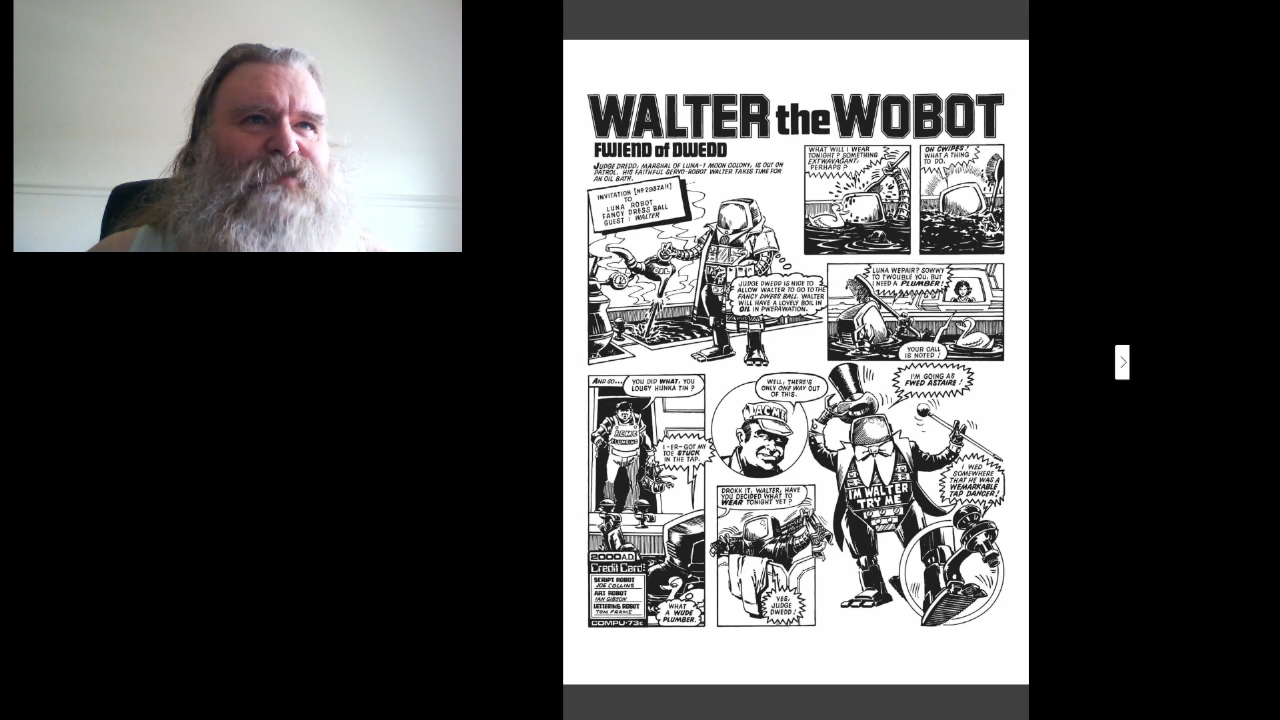 WALTER the WOBOT
FWIEND of DWEDD
JUDGE DREDD, MARSHAL OF LUNA-1 MOON COLONY, IS OUT ON
PATROL. HIS FAITHFUL SERVO-ROBOT WALTER TAKES TIME FOR
AN OIL BATH.
INVITATION
TO
LUNA ROBOT
FANCY DRESS BALL
GUEST: WALTER
OIL
JUDGE DWEDD IS NICE TO
ALLOW WALTER TO GO TO THE
FANCY DWESS BALL. WALTER
WILL HAVE A LOVELY BOIL IN
OIL IN PWEPAWATION.
WHAT WILL I WEAR
TONIGHT? SOMETHING
EXTWAVAGANT,
PERHAPS?
OH CWIPES!
WHAT A THING
TO DO.
LUNA WEPAIR? SOWWY
TO TWOUBLE YOU, BUT
I NEED A PLUMBER!
YOUR CALL
IS NOTED!
AND SO...
YOU DID WHAT, YOU
LOUSY HUNKA TIN?
ACME
PLUMBING
I-ER-GOT MY
TOE STUCK
IN THE TAP.
WHAT
A WUDE
PLUMBER.
2000 A.D.
Credit Card:
SCRIPT ROBOT
JOE COLLINS
ART ROBOT
IAN GIBSON
LETTERING ROBOT
TOM FRAME
COMPU-73E
WELL, THERE'S
ONLY ONE WAY OUT
OF THIS.
ACME
DROKK IT, WALTER, HAVE
YOU DECIDED WHAT TO
WEAR TONIGHT YET?
YES,
JUDGE
DWEDD!
I'M GOING AS
FWED ASTAIRE!
I'M WALTER
TRY ME
I WED
SOMEWHERE
THAT HE WAS A
WEMARKABLE
TAP DANCER!